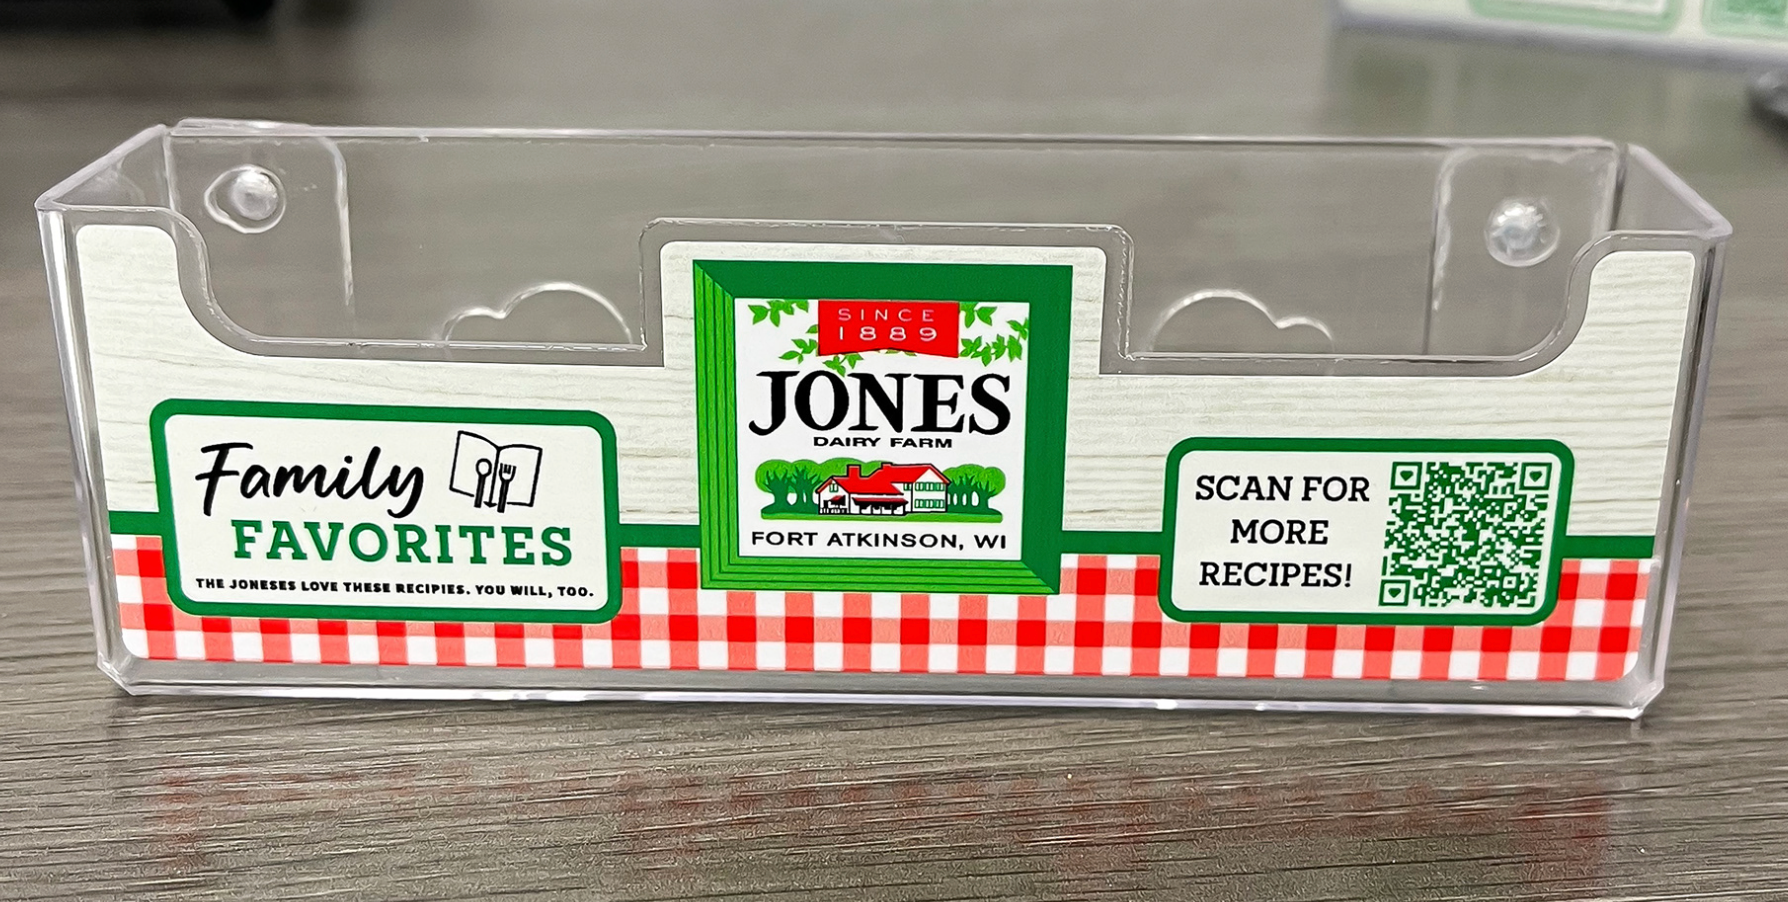 Family
FAVORITES
THE JONESES LOVE THESE RECIPIES. YOU WILL, TOO.
SINCE
1889
JONES
DAIRY FARM
FORT ATKINSON, WI
SCAN FOR
MORE
RECIPES!